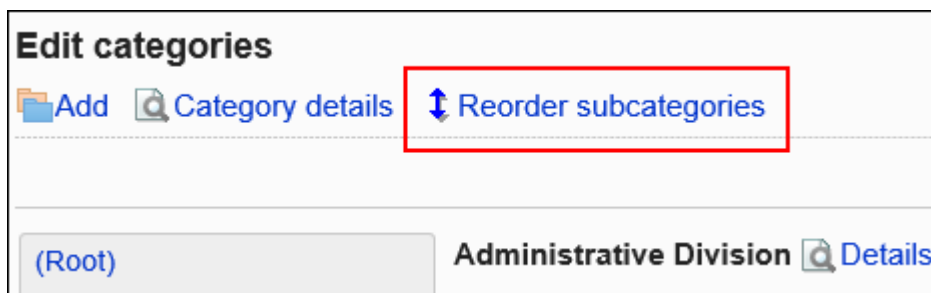 Edit categories
Add Category details Reorder subcategories
(Root) Administrative Division Details